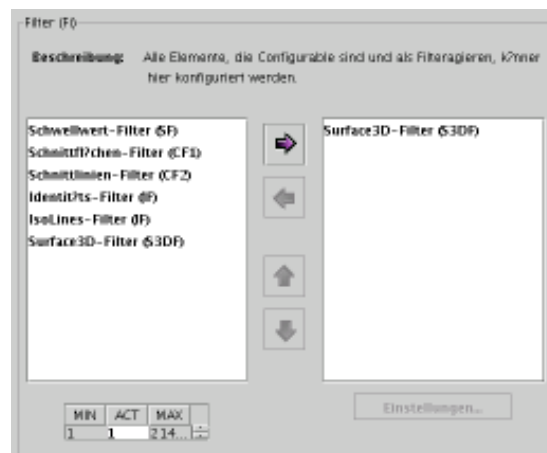 Filter (FI)
Beschreibung: Alle Elemente, die Configurable sind und als Filteragieren, k?nner
hier konfiguriert werden.
Schwellwert-Filter (SF)
Schnittfl?chen-Filter (CF1)
Schnittlinien-Filter (CF2)
Identit?ts-Filter (IF)
IsoLines-Filter (IF)
Surface3D-Filter (S3DF)
Surface3D-Filter (S3DF)
MIN ACT MAX
1 1 214...
Einstellungen...